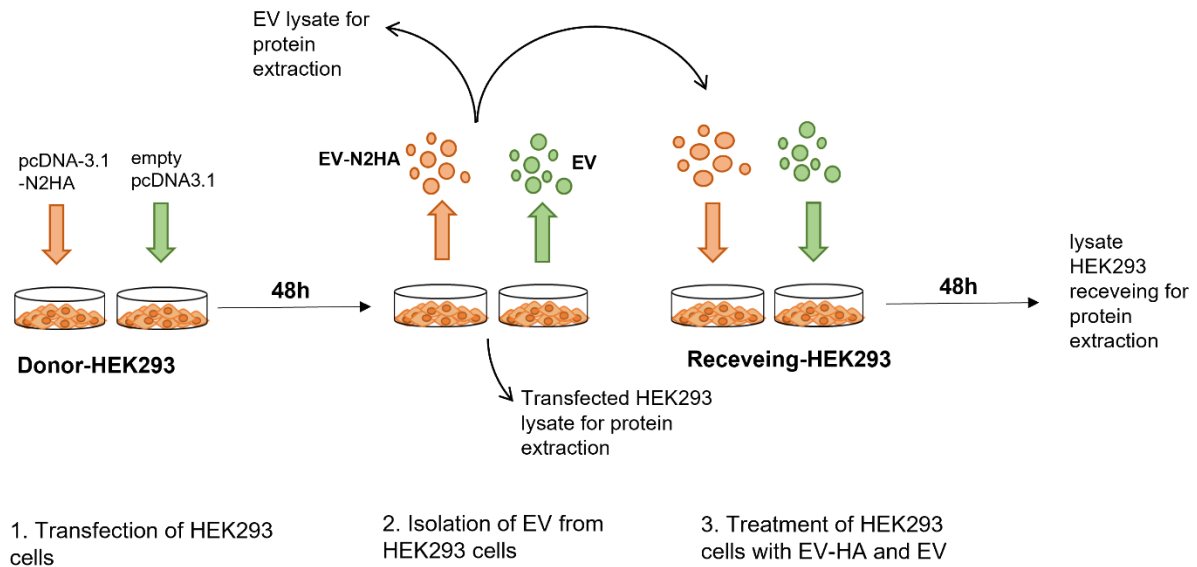 EV lysate for
protein
extraction
pcDNA-3.1
-N2HA
empty
pcDNA3.1
EV-N2HA
EV
48h
48h
lysate
HEK293
receveing for
protein
extraction
Donor-HEK293
Receveing-HEK293
Transfected HEK293
lysate for protein
extraction
1. Transfection of HEK293
cells
2. Isolation of EV from
HEK293 cells
3. Treatment of HEK293
cells with EV-HA and EV